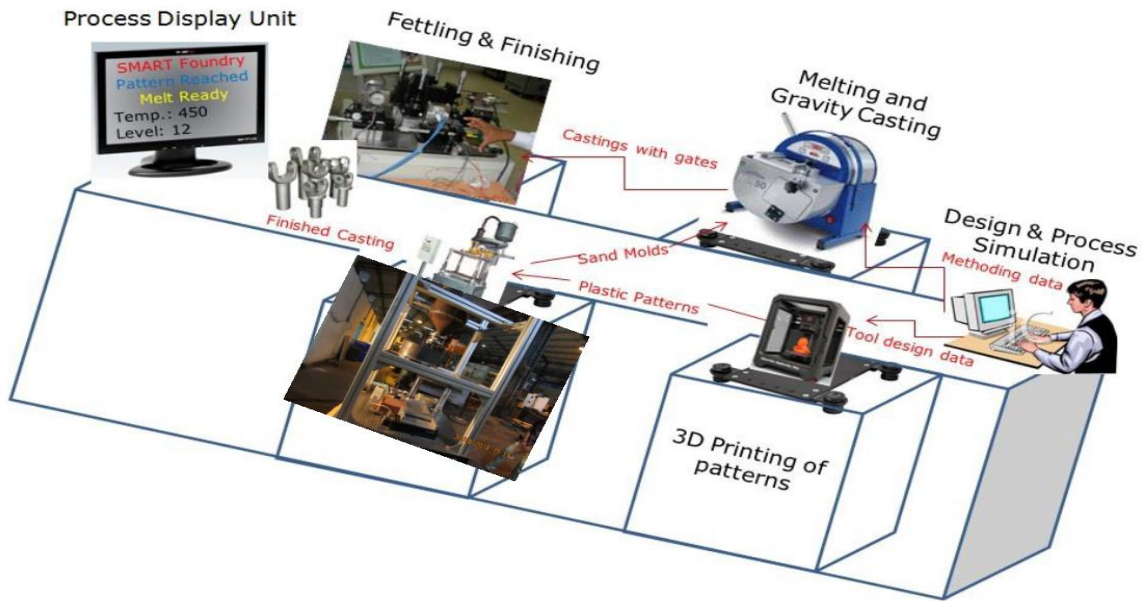 Process Display Unit
SMART Foundry
Pattern Reached
Melt Ready
Temp.: 450
Level: 12
Fettling & Finishing
Melting and
Gravity Casting
Castings with gates
50
Design & Process
Simulation
Methoding data
Finished Casting
Sand Molds
Plastic Patterns
Tool design data
3D Printing of
patterns